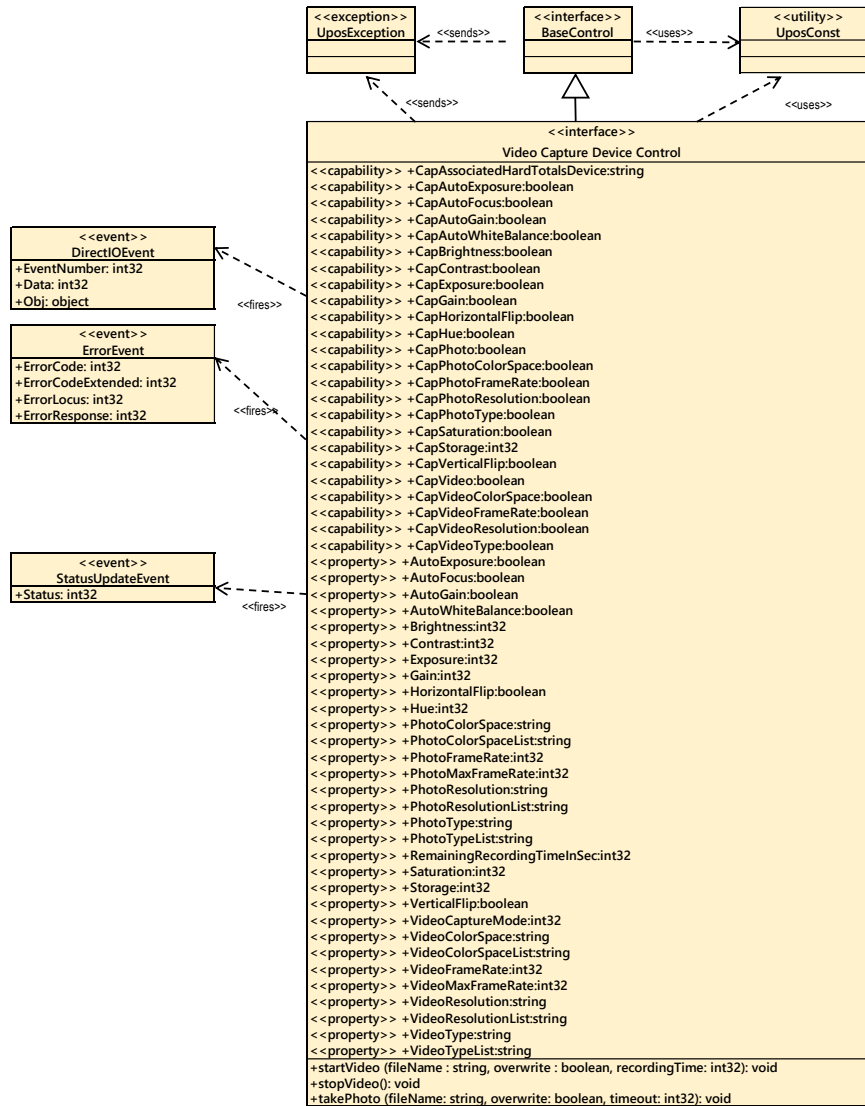 <<exception>>
UposException
<<sends>>
<<interface>>
BaseControl
<<uses>>
<<utility>>
UposConst
<<sends>>
<<uses>>
<<interface>>
Video Capture Device Control
<<capability>> +CapAssociatedHardTotalsDevice:string
<<capability>> +CapAutoExposure:boolean
<<capability>> +CapAutoFocus:boolean
<<capability>> +CapAutoGain:boolean
<<capability>> +CapAutoWhiteBalance:boolean
<<capability>> +CapBrightness:boolean
<<capability>> +CapContrast:boolean
<<capability>> +CapExposure:boolean
<<capability>> +CapGain:boolean
<<capability>> +CapHorizontalFlip:boolean
<<capability>> +CapHue:boolean
<<capability>> +CapPhoto:boolean
<<capability>> +CapPhotoColorSpace:boolean
<<capability>> +CapPhotoFrameRate:boolean
<<capability>> +CapPhotoResolution:boolean
<<capability>> +CapPhotoType:boolean
<<capability>> +CapSaturation:boolean
<<capability>> +CapStorage:int32
<<capability>> +CapVerticalFlip:boolean
<<capability>> +CapVideo:boolean
<<capability>> +CapVideoColorSpace:boolean
<<capability>> +CapVideoFrameRate:boolean
<<capability>> +CapVideoResolution:boolean
<<capability>> +CapVideoType:boolean
<<property>> +AutoExposure:boolean
<<property>> +AutoFocus:boolean
<<property>> +AutoGain:boolean
<<property>> +AutoWhiteBalance:boolean
<<property>> +Brightness:int32
<<property>> +Contrast:int32
<<property>> +Exposure:int32
<<property>> +Gain:int32
<<property>> +HorizontalFlip:boolean
<<property>> +Hue:int32
<<property>> +PhotoColorSpace:string
<<property>> +PhotoColorSpaceList:string
<<property>> +PhotoFrameRate:int32
<<property>> +PhotoMaxFrameRate:int32
<<property>> +PhotoResolution:string
<<property>> +PhotoResolutionList:string
<<property>> +PhotoType:string
<<property>> +PhotoTypeList:string
<<property>> +RemainingRecordingTimeInSec:int32
<<property>> +Saturation:int32
<<property>> +Storage:int32
<<property>> +VerticalFlip:boolean
<<property>> +VideoCaptureMode:int32
<<property>> +VideoColorSpace:string
<<property>> +VideoColorSpaceList:string
<<property>> +VideoFrameRate:int32
<<property>> +VideoMaxFrameRate:int32
<<property>> +VideoResolution:string
<<property>> +VideoResolutionList:string
<<property>> +VideoType:string
<<property>> +VideoTypeList:string
+startVideo (fileName : string, overwrite : boolean, recordingTime: int32): void
+stopVideo(): void
+takePhoto (fileName: string, overwrite: boolean, timeout: int32): void
<<event>>
DirectIOEvent
+EventNumber: int32
+Data: int32
+Obj: object
<<fires>>
<<event>>
ErrorEvent
+ErrorCode: int32
+ErrorCodeExtended: int32
+ErrorLocus: int32
+ErrorResponse: int32
<<fires>>
<<event>>
StatusUpdateEvent
+Status: int32
<<fires>>